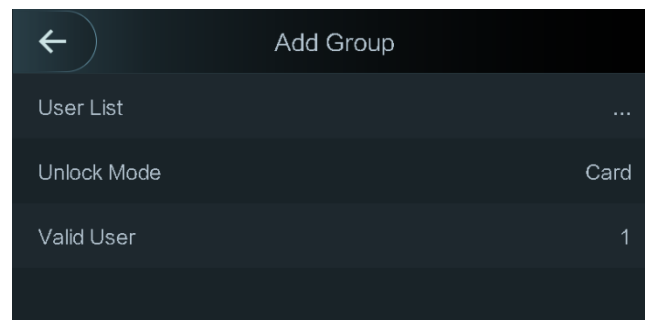 Add Group
User List ...
Unlock Mode Card
Valid User 1